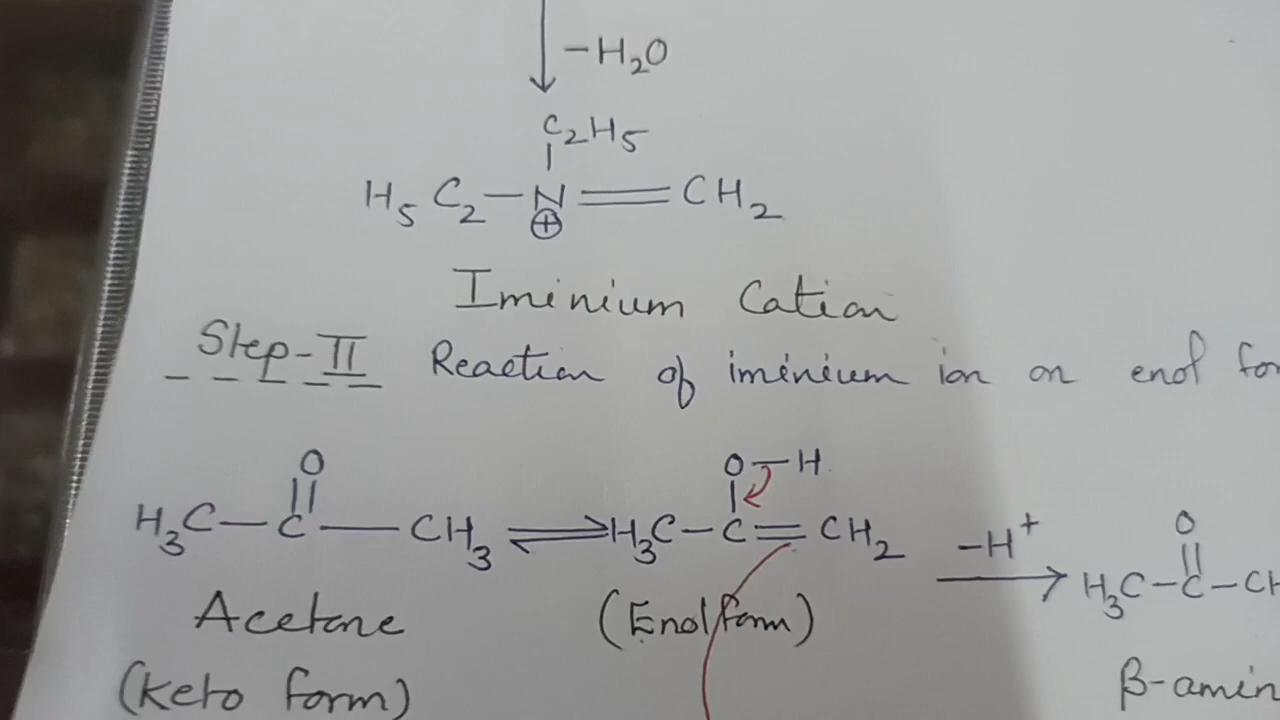 -H2O
C2H5
H5C2-N=CH2
⊕
Iminium Cation
Step-II Reaction of iminium ion on enol
O O-H
H3C-C-CH3 ⇌ H3C-C=CH2 -H+ → H3C-C-CH
O
Acetone (Enol form)
(Keto form) β-amin